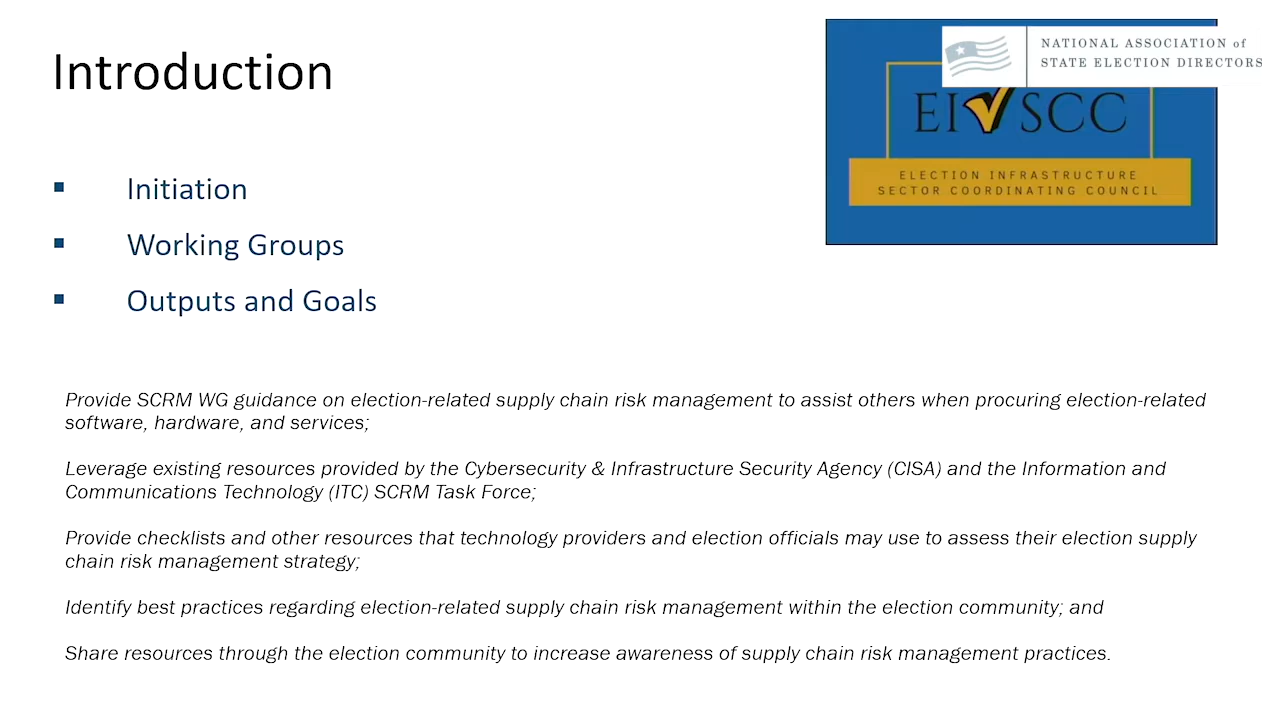 Introduction
NATIONAL ASSOCIATION of
STATE ELECTION DIRECTORS
EI SCC
ELECTION INFRASTRUCTURE
SECTOR COORDINATING COUNCIL
Initiation
Working Groups
Outputs and Goals
Provide SCRM WG guidance on election-related supply chain risk management to assist others when procuring election-related
software, hardware, and services;
Leverage existing resources provided by the Cybersecurity & Infrastructure Security Agency (CISA) and the Information and
Communications Technology (ITC) SCRM Task Force;
Provide checklists and other resources that technology providers and election officials may use to assess their election supply
chain risk management strategy;
Identify best practices regarding election-related supply chain risk management within the election community; and
Share resources through the election community to increase awareness of supply chain risk management practices.